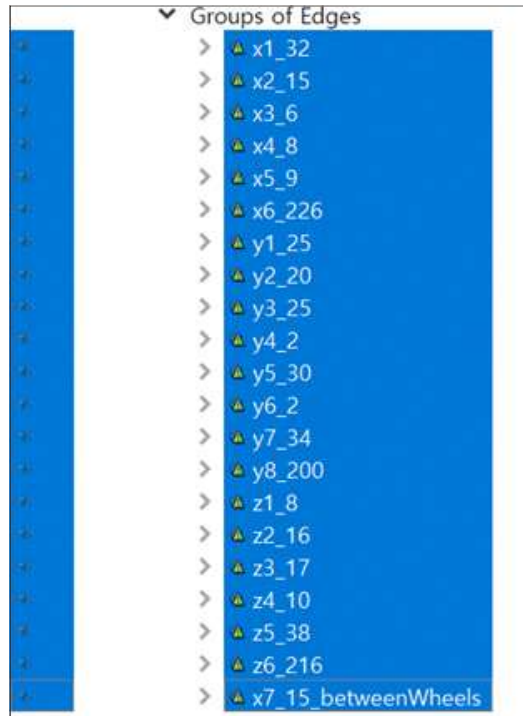 Groups of Edges
x1_32
x2_15
x3_6
x4_8
x5_9
x6_226
y1_25
y2_20
y3_25
y4_2
y5_30
y6_2
y7_34
y8_200
z1_8
z2_16
z3_17
z4_10
z5_38
z6_216
x7_15_betweenWheels